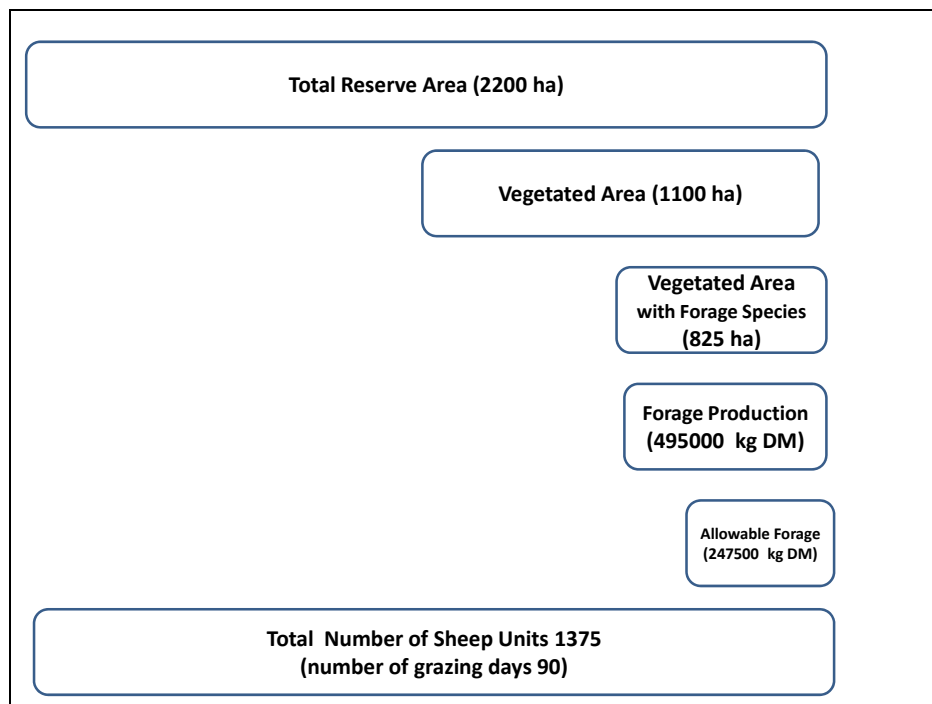 Total Reserve Area (2200 ha)
Vegetated Area (1100 ha)
Vegetated Area
with Forage Species
(825 ha)
Forage Production
(495000 kg DM)
Allowable Forage
(247500 kg DM)
Total Number of Sheep Units 1375
(number of grazing days 90)